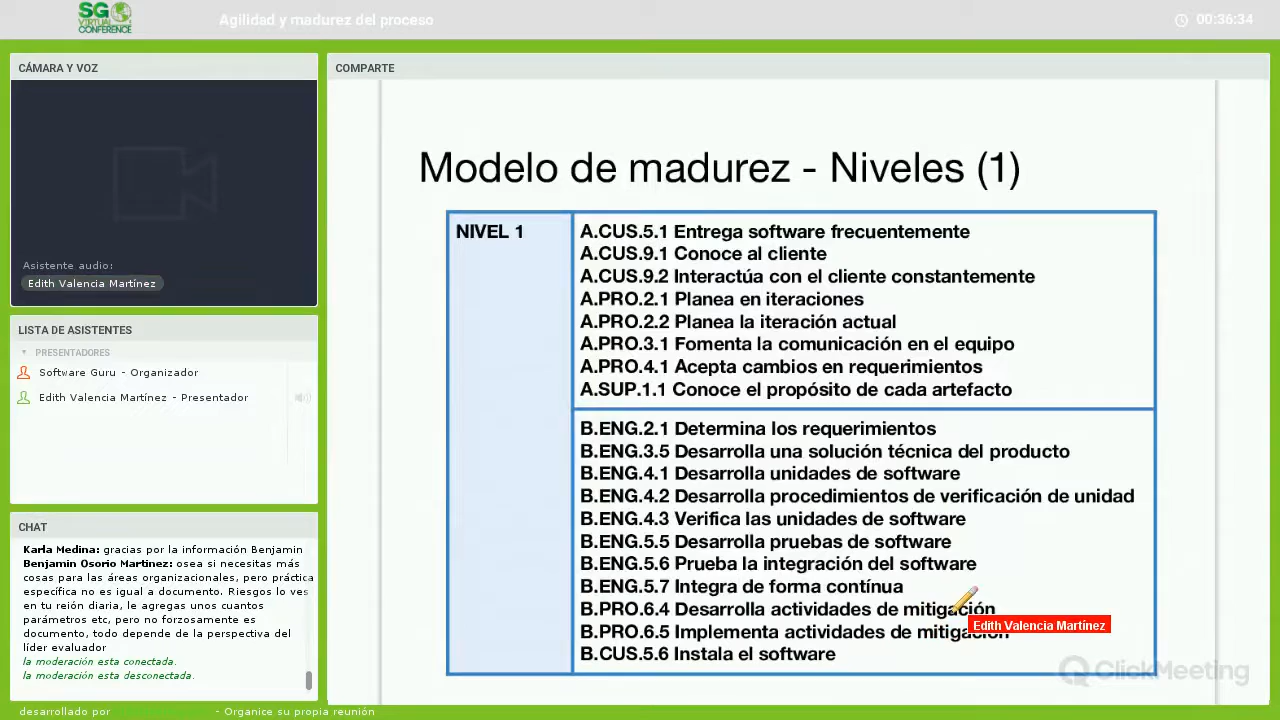 SG
VIRTUAL
CONFERENCE
Agilidad y madurez del proceso
00:36:34
CÁMARA Y VOZ
Asistente audio:
Edith Valencia Martínez
LISTA DE ASISTENTES
PRESENTADORES
Software Guru - Organizador
Edith Valencia Martínez - Presentador
CHAT
Karla Medina: gracias por la información Benjamin
Benjamin Osorio Martinez: osea si necesitas más
cosas para las áreas organizacionales, pero práctica
específica no es igual a documento. Riesgos lo ves
en tu reión diaria, le agregas unos cuantos
parámetros etc, pero no forzosamente es
documento, todo depende de la perspectiva del
líder evaluador
la moderación esta conectada.
la moderación esta desconectada.
COMPARTE
Modelo de madurez - Niveles (1)
NIVEL 1
A.CUS.5.1 Entrega software frecuentemente
A.CUS.9.1 Conoce al cliente
A.CUS.9.2 Interactúa con el cliente constantemente
A.PRO.2.1 Planea en iteraciones
A.PRO.2.2 Planea la iteración actual
A.PRO.3.1 Fomenta la comunicación en el equipo
A.PRO.4.1 Acepta cambios en requerimientos
A.SUP.1.1 Conoce el propósito de cada artefacto
B.ENG.2.1 Determina los requerimientos
B.ENG.3.5 Desarrolla una solución técnica del producto
B.ENG.4.1 Desarrolla unidades de software
B.ENG.4.2 Desarrolla procedimientos de verificación de unidad
B.ENG.4.3 Verifica las unidades de software
B.ENG.5.5 Desarrolla pruebas de software
B.ENG.5.6 Prueba la integración del software
B.ENG.5.7 Integra de forma contínua
B.PRO.6.4 Desarrolla actividades de mitigación
Edith Valencia Martínez
B.PRO.6.5 Implementa actividades de mitigación
B.CUS.5.6 Instala el software
ClickMeeting
desarrollado por - Organice su propia reunión